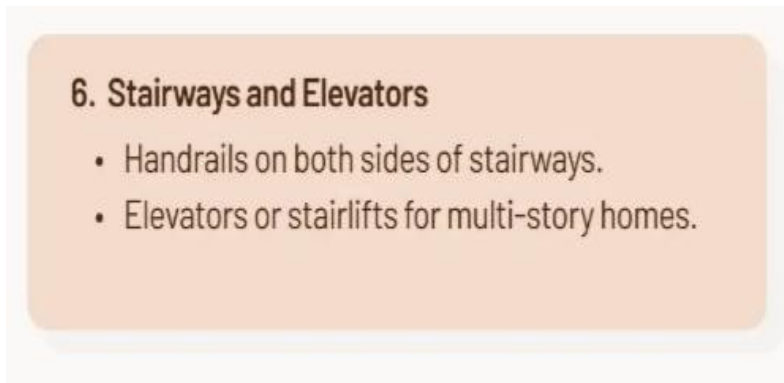 6. Stairways and Elevators
• Handrails on both sides of stairways.
• Elevators or stairlifts for multi-story homes.